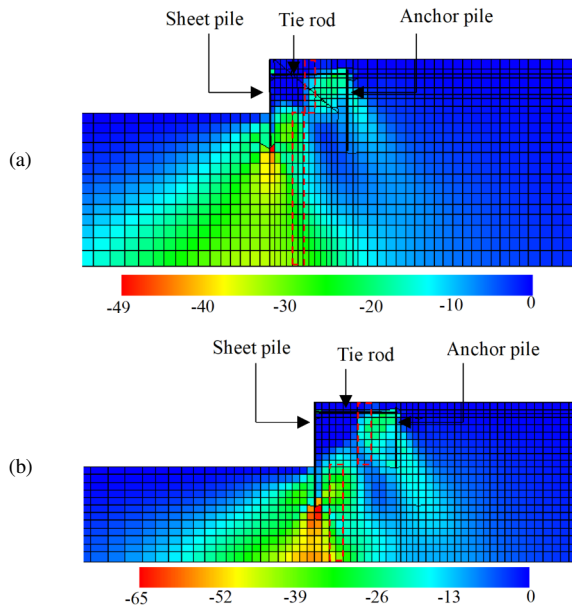 Sheet pile Tie rod Anchor pile
(a)
-49 -40 -30 -20 -10 0
Sheet pile Tie rod Anchor pile
(b)
-65 -52 -39 -26 -13 0